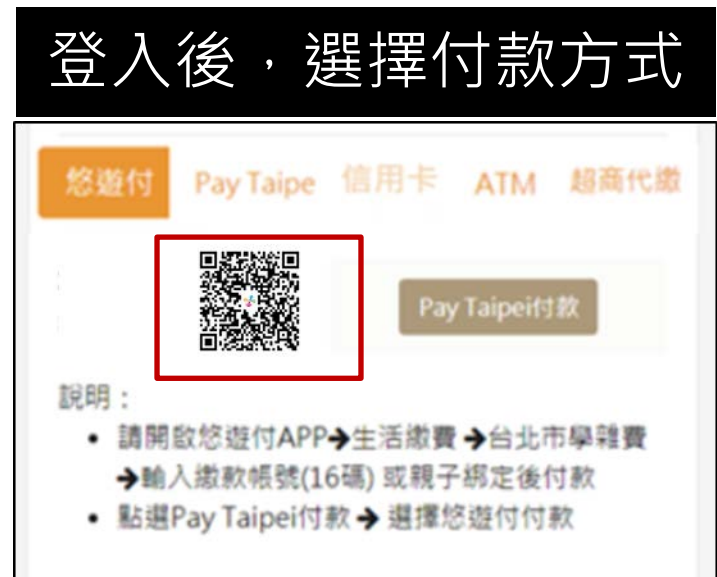 登入後，選擇付款方式
悠遊付 Pay Taipe 信用卡 ATM 超商代繳
Pay Taipei付款
說明：
• 請開啟悠遊付APP➔生活繳費 ➔台北市學雜費
➔輸入繳款帳號(16碼) 或親子綁定後付款
• 點選Pay Taipei付款 ➔ 選擇悠遊付付款